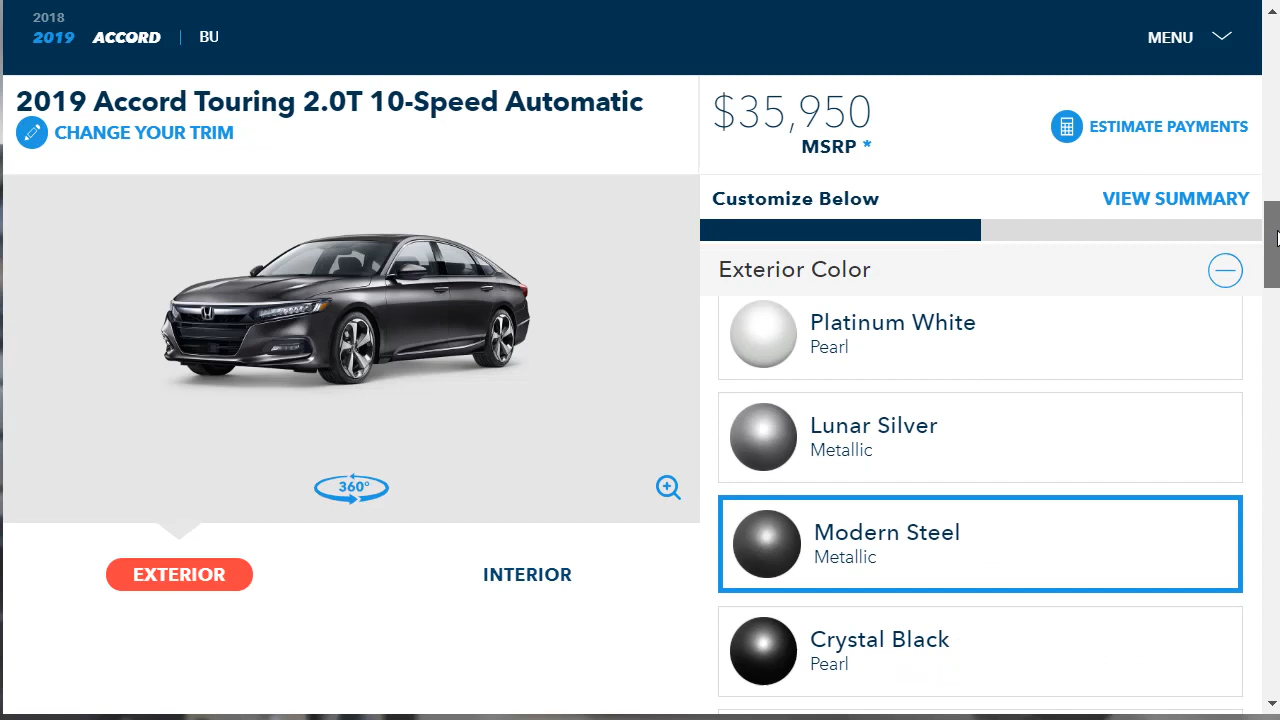 2018
2019 ACCORD | BU
MENU
2019 Accord Touring 2.0T 10-Speed Automatic
CHANGE YOUR TRIM
$35,950
MSRP *
ESTIMATE PAYMENTS
Customize Below
VIEW SUMMARY
Exterior Color
Platinum White
Pearl
Lunar Silver
Metallic
Modern Steel
Metallic
Crystal Black
Pearl
360°
EXTERIOR
INTERIOR